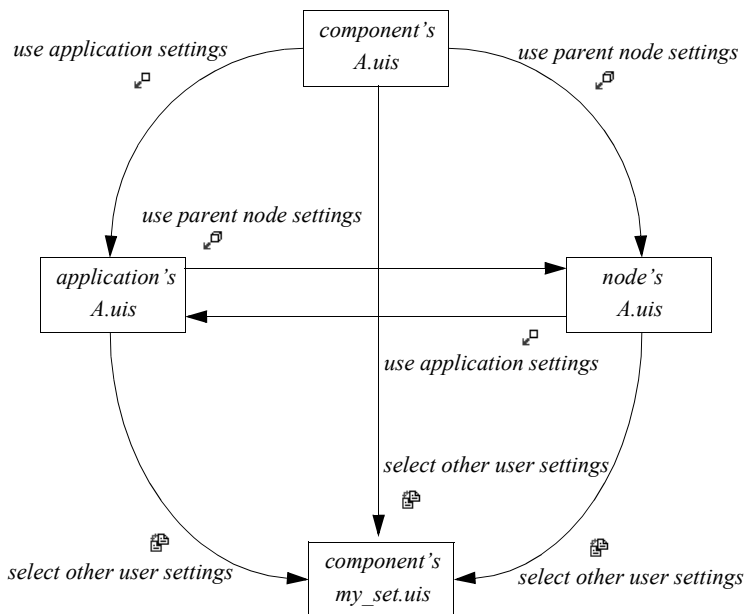 component’s
A.uis
use application settings
use parent node settings
use parent node settings
application’s
A.uis
node’s
A.uis
use application settings
select other user settings
select other user settings
select other user settings
component’s
my_set.uis